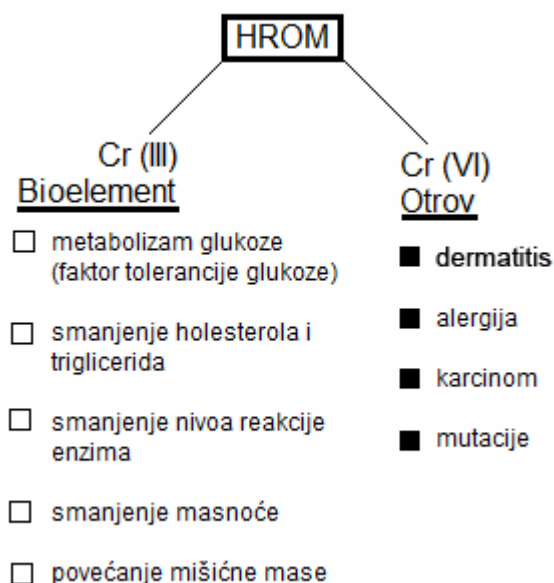 HROM
Cr (III)
Bioelement
metabolizam glukoze
(faktor tolerancije glukoze)
smanjenje holesterola i
triglicerida
smanjenje nivoa reakcije
enzima
smanjenje masnoće
povećanje mišićne mase
Cr (VI)
Otrov
dermatitis
alergija
karcinom
mutacije